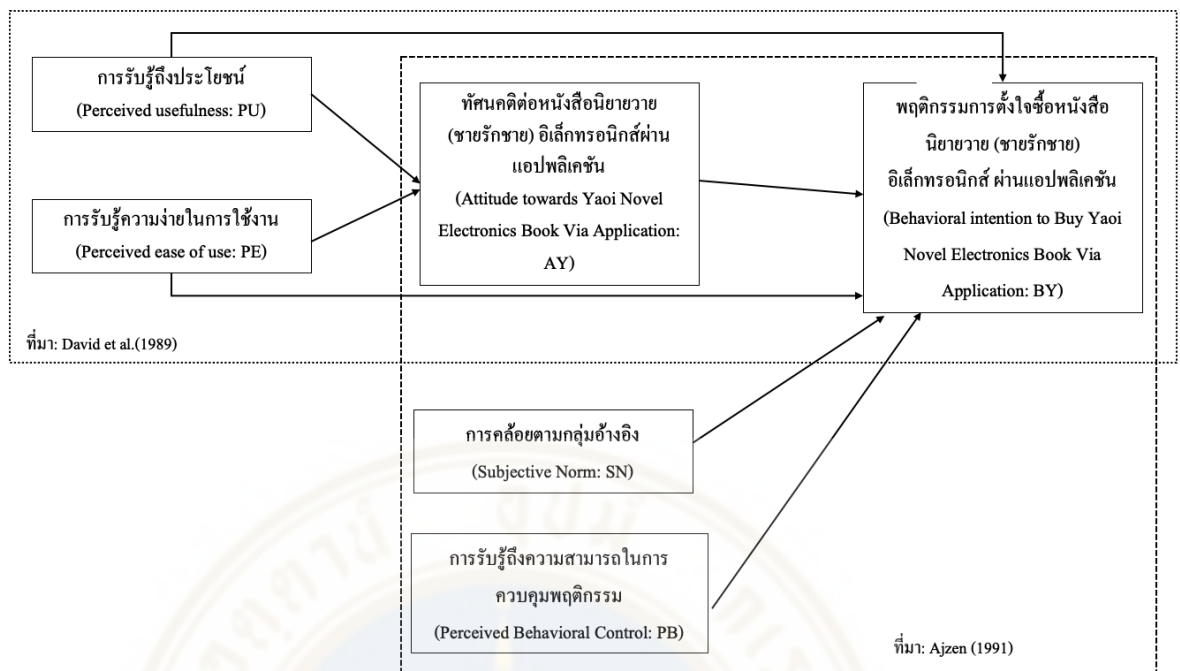 การรับรู้ถึงประโยชน์
(Perceived usefulness: PU)
การรับรู้ความง่ายในการใช้งาน
(Perceived ease of use: PE)
ที่มา: David et al.(1989)
ทัศนคติต่อหนังสือนิยายวาย
(ชายรักชาย) อิเล็กทรอนิกส์ผ่าน
แอปพลิเคชัน
(Attitude towards Yaoi Novel
Electronics Book Via Application:
AY)
พฤติกรรมการตั้งใจซื้อหนังสือ
นิยายวาย (ชายรักชาย)
อิเล็กทรอนิกส์ ผ่านแอปพลิเคชัน
(Behavioral intention to Buy Yaoi
Novel Electronics Book Via
Application: BY)
การคล้อยตามกลุ่มอ้างอิง
(Subjective Norm: SN)
การรับรู้ถึงความสามารถในการ
ควบคุมพฤติกรรม
(Perceived Behavioral Control: PB)
ที่มา: Ajzen (1991)